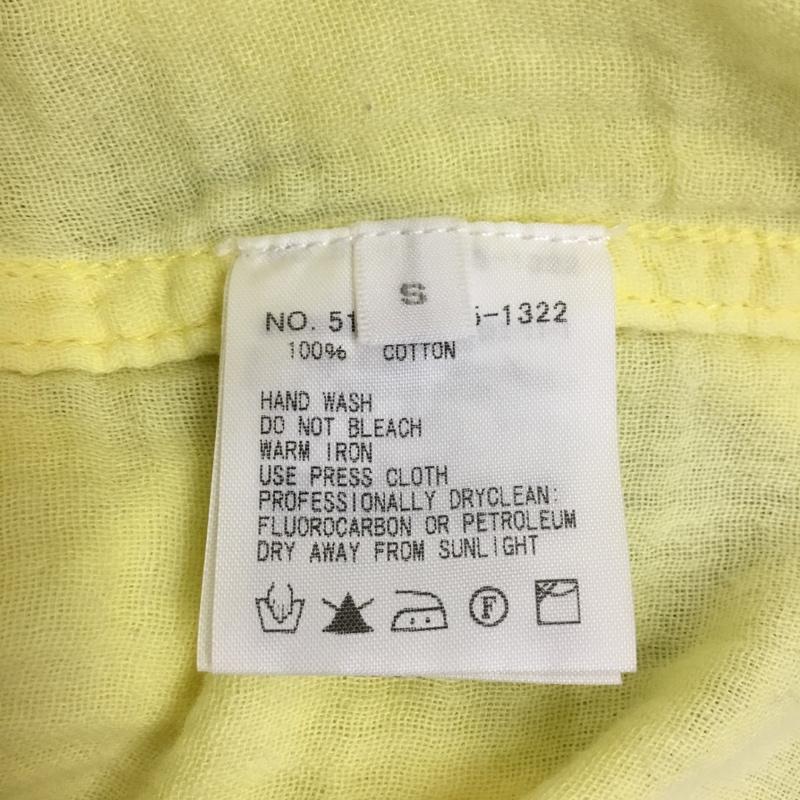 S
NO. 51 5-1322
100% COTTON
HAND WASH
DO NOT BLEACH
WARM IRON
USE PRESS CLOTH
PROFESSIONALLY DRYCLEAN:
FLUOROCARBON OR PETROLEUM
DRY AWAY FROM SUNLIGHT
F